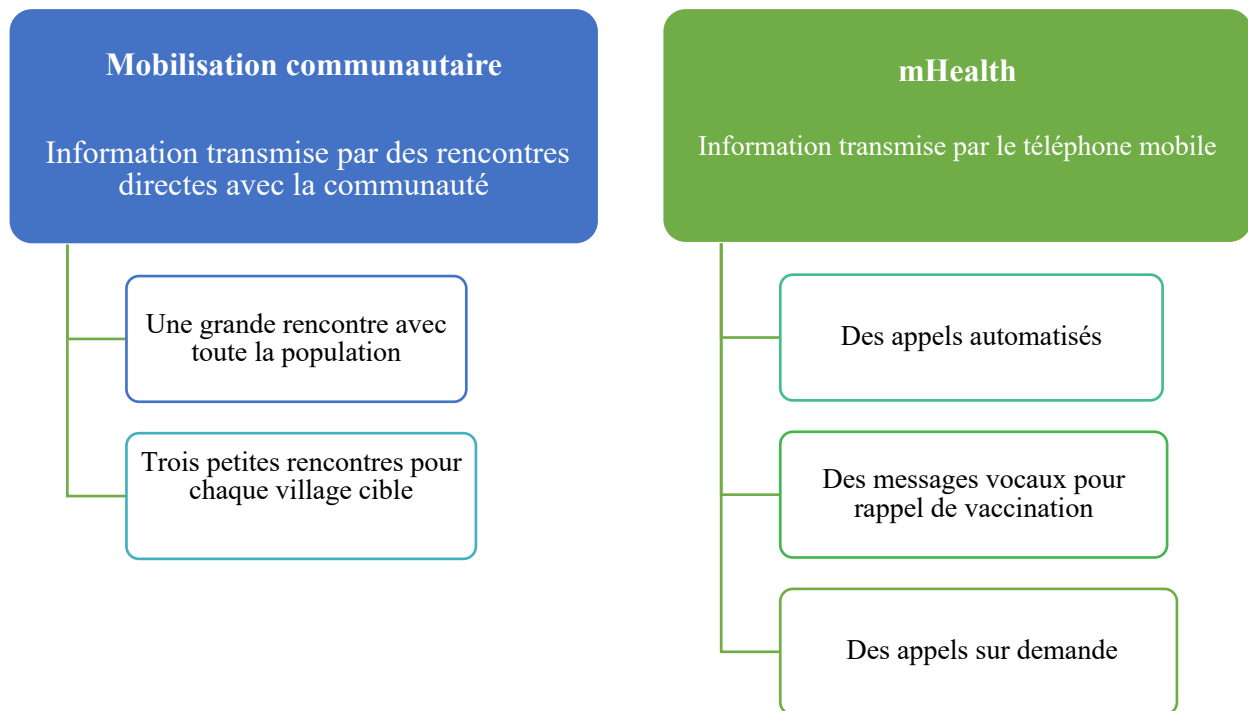 Mobilisation communautaire
Information transmise par des rencontres
directes avec la communauté
Une grande rencontre avec
toute la population
Trois petites rencontres pour
chaque village cible
mHealth
Information transmise par le téléphone mobile
Des appels automatisés
Des messages vocaux pour
rappel de vaccination
Des appels sur demande